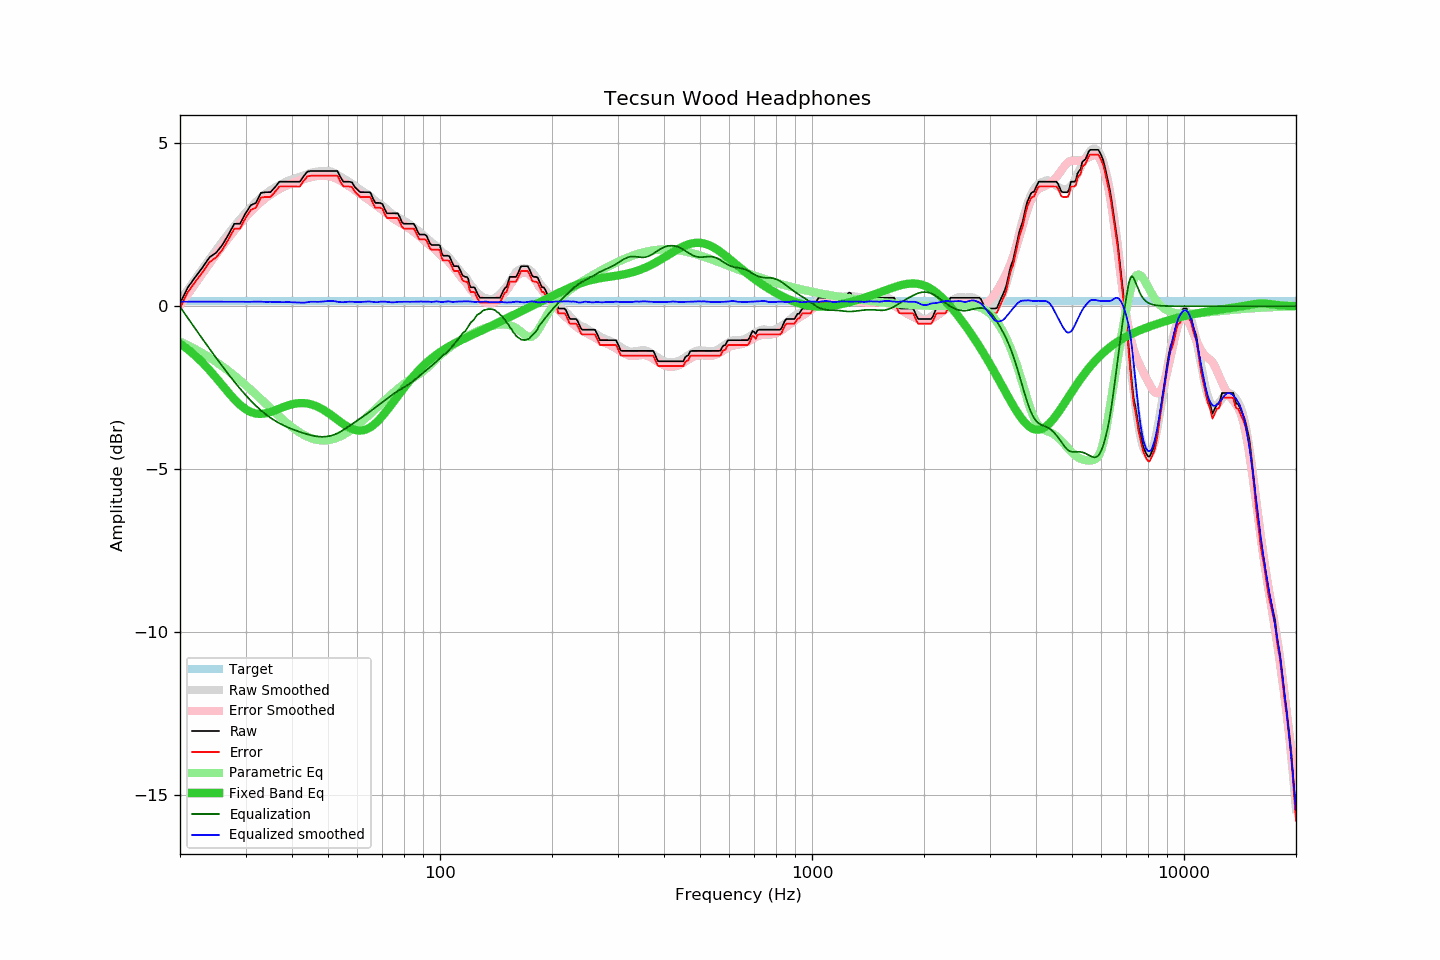 Tecsun Wood Headphones
5
0
−5
−10
−15
Amplitude (dBr)
Target
Raw Smoothed
Error Smoothed
Raw
Error
Parametric Eq
Fixed Band Eq
Equalization
Equalized smoothed
100
1000
10000
Frequency (Hz)